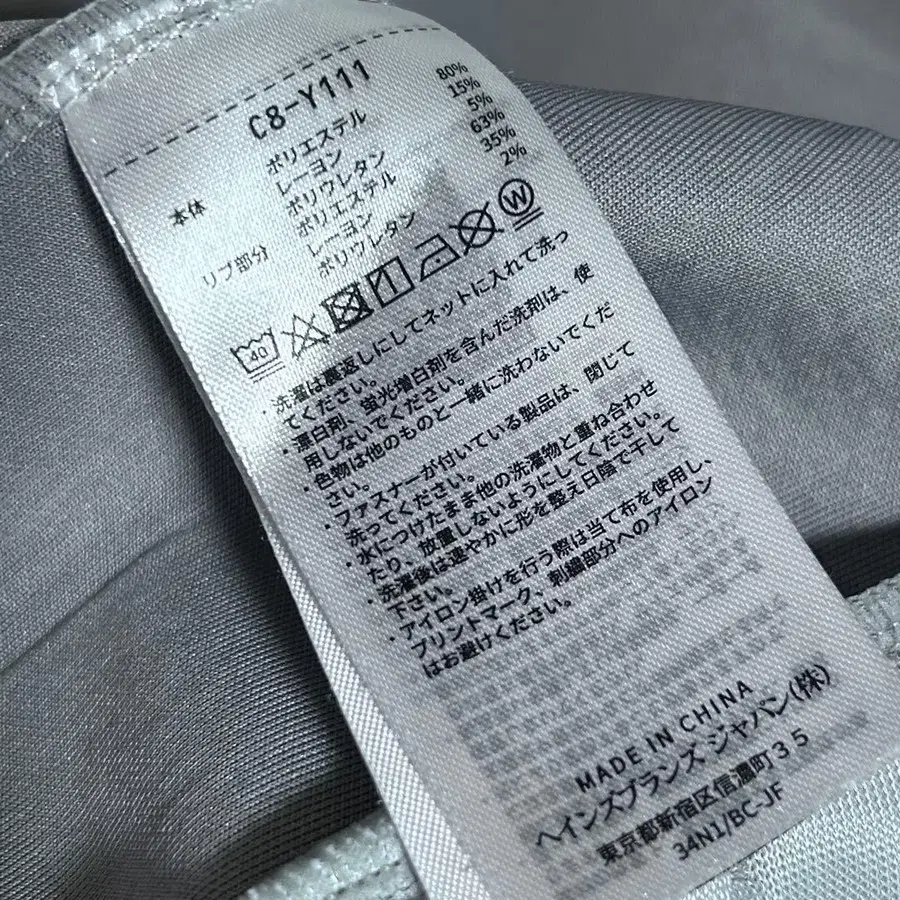 C8-Y111
本体 ポリエステル 80%
レーヨン 15%
ポリウレタン 5%
リブ部分 ポリエステル 63%
レーヨン 35%
ポリウレタン 2%
40 W
・洗濯は裏返しにしてネットに入れて洗っ
てください。
・漂白剤、蛍光増白剤を含んだ洗剤は、使
用しないでください。
・色物は他のものと一緒に洗わないでくだ
さい。
・ファスナーが付いている製品は、閉じて
洗ってください。
・水につけたまま他の洗濯物と重ね合わせ
たり、放置しないようにしてください。
・洗濯後は速やかに形を整え日陰で干して
下さい。
・アイロン掛けを行う際は当て布を使用し、
プリントマーク、刺繍部分へのアイロン
はお避けください。
MADE IN CHINA
ヘインズブランズ ジャパン(株)
東京都新宿区信濃町35
34N1/BC-JF